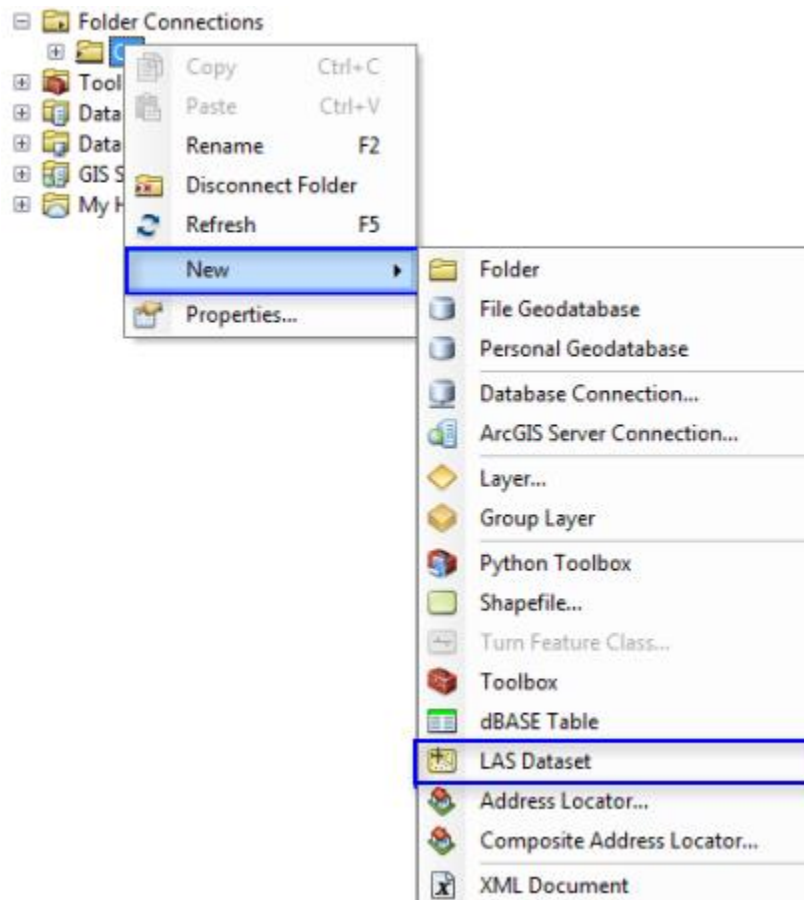 Folder Connections
C
Tool
Data
Data
GIS S
My H
Copy Ctrl+C
Paste Ctrl+V
Rename F2
Disconnect Folder
Refresh F5
New
Properties...
Folder
File Geodatabase
Personal Geodatabase
Database Connection...
ArcGIS Server Connection...
Layer...
Group Layer
Python Toolbox
Shapefile...
Turn Feature Class...
Toolbox
dBASE Table
LAS Dataset
Address Locator...
Composite Address Locator...
XML Document